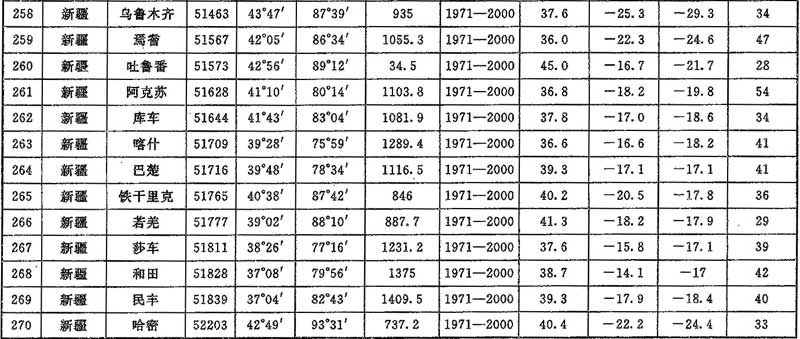 258 新疆 乌鲁木齐 51463 43°47′ 87°39′ 935 1971—2000 37.6 −25.3 −29.3 34
259 新疆 焉耆 51567 42°05′ 86°34′ 1055.3 1971—2000 36.0 −22.3 −24.6 47
260 新疆 吐鲁番 51573 42°56′ 89°12′ 34.5 1971—2000 45.0 −16.7 −21.7 28
261 新疆 阿克苏 51628 41°10′ 80°14′ 1103.8 1971—2000 36.8 −18.2 −19.8 54
262 新疆 库车 51644 41°43′ 83°04′ 1081.9 1971—2000 37.8 −17.0 −18.6 34
263 新疆 喀什 51709 39°28′ 75°59′ 1289.4 1971—2000 36.6 −16.6 −18.2 41
264 新疆 巴楚 51716 39°48′ 78°34′ 1116.5 1971—2000 39.3 −17.1 −17.1 41
265 新疆 铁干里克 51765 40°38′ 87°42′ 846 1971—2000 40.2 −20.5 −17.8 36
266 新疆 若羌 51777 39°02′ 88°10′ 887.7 1971—2000 41.3 −18.2 −17.9 29
267 新疆 莎车 51811 38°26′ 77°16′ 1231.2 1971—2000 37.6 −15.8 −17.1 39
268 新疆 和田 51828 37°08′ 79°56′ 1375 1971—2000 38.7 −14.1 −17 42
269 新疆 民丰 51839 37°04′ 82°43′ 1409.5 1971—2000 39.3 −17.9 −18.4 40
270 新疆 哈密 52203 42°49′ 93°31′ 737.2 1971—2000 40.4 −22.2 −24.4 33